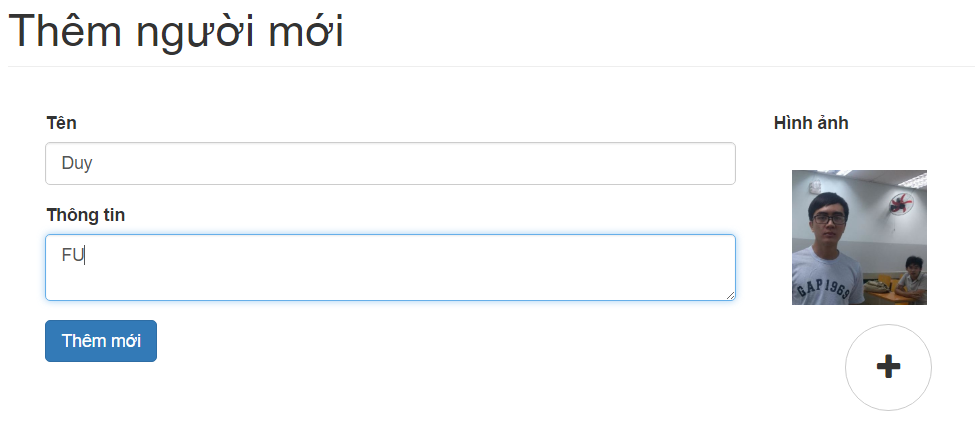 Thêm người mới
Tên
Hình ảnh
Duy
Thông tin
FU
Thêm mới
GAP 1969